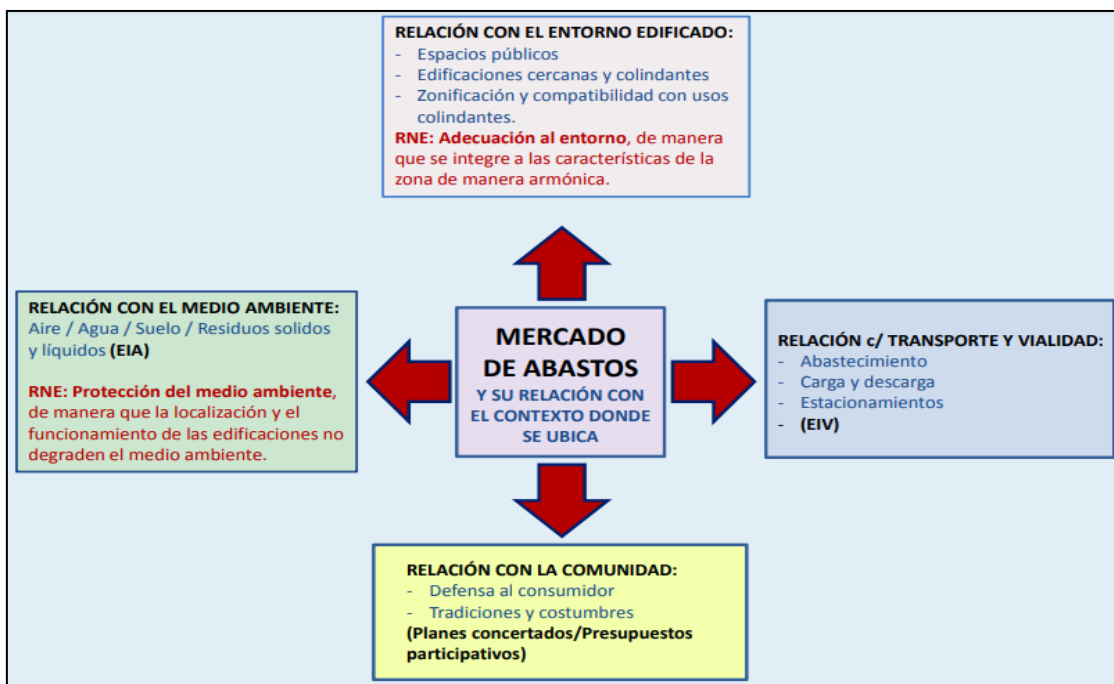 RELACIÓN CON EL ENTORNO EDIFICADO:
- Espacios públicos
- Edificaciones cercanas y colindantes
- Zonificación y compatibilidad con usos
colindantes.
RNE: Adecuación al entorno, de manera
que se integre a las características de la
zona de manera armónica.
RELACIÓN CON EL MEDIO AMBIENTE:
Aire / Agua / Suelo / Residuos solidos
y líquidos (EIA)
RNE: Protección del medio ambiente,
de manera que la localización y el
funcionamiento de las edificaciones no
degraden el medio ambiente.
MERCADO
DE ABASTOS
Y SU RELACIÓN CON
EL CONTEXTO DONDE
SE UBICA
RELACIÓN c/ TRANSPORTE Y VIALIDAD:
- Abastecimiento
- Carga y descarga
- Estacionamientos
- (EIV)
RELACIÓN CON LA COMUNIDAD:
- Defensa al consumidor
- Tradiciones y costumbres
(Planes concertados/Presupuestos
participativos)